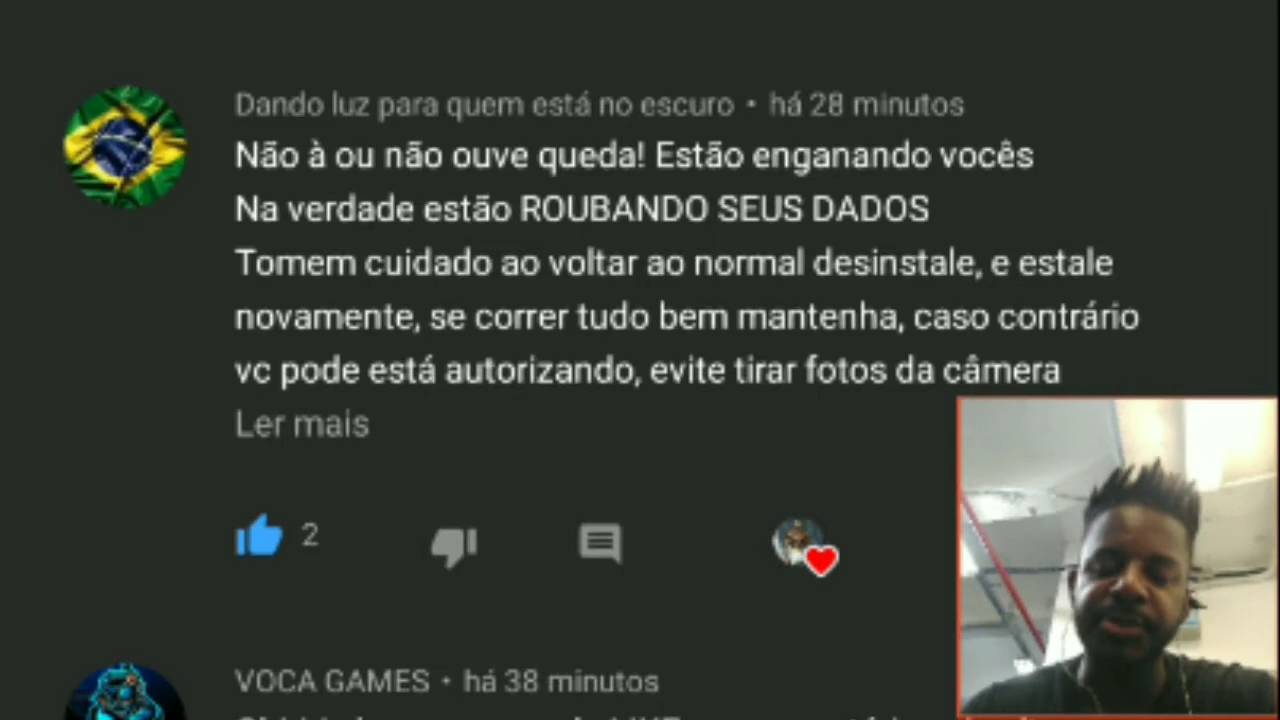 Dando luz para quem está no escuro • há 28 minutos
Não à ou não ouve queda! Estão enganando vocês
Na verdade estão ROUBANDO SEUS DADOS
Tomem cuidado ao voltar ao normal desinstale, e estale
novamente, se correr tudo bem mantenha, caso contrário
vc pode está autorizando, evite tirar fotos da câmera
Ler mais
2
VOCA GAMES • há 38 minutos